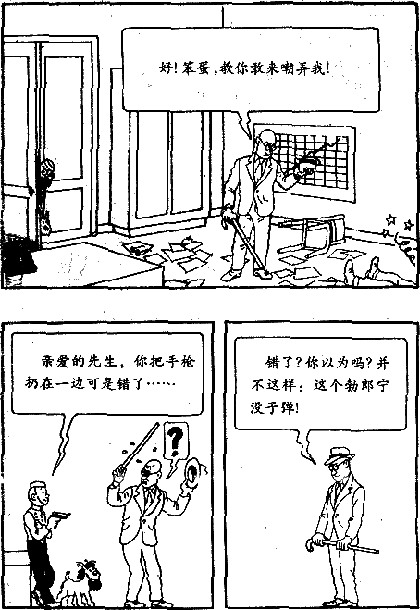 好!笨蛋,教你敢来嘲弄我!
亲爱的先生,你把手枪
扔在一边可是错了……
?
错了?你以为吗?并
不这样:这个勃郎宁
没子弹!